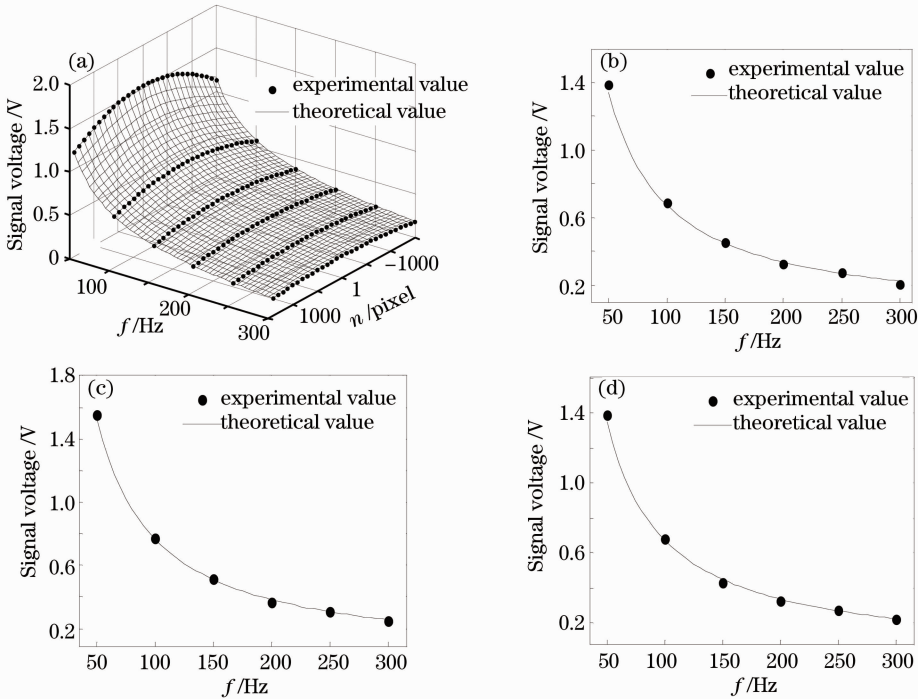 (a)
experimental value
theoretical value
Signal voltage /V
2.0
1.5
1.0
0.5
0
100
200
300
f /Hz
1000
1
−1000
n /pixel
(b)
experimental value
theoretical value
Signal voltage /V
1.4
1.0
0.6
0.2
50 100 150 200 250 300
f /Hz
(c)
experimental value
theoretical value
Signal voltage /V
1.8
1.4
1.0
0.6
0.2
50 100 150 200 250 300
f /Hz
(d)
experimental value
theoretical value
Signal voltage /V
1.4
1.0
0.6
0.2
50 100 150 200 250 300
f /Hz